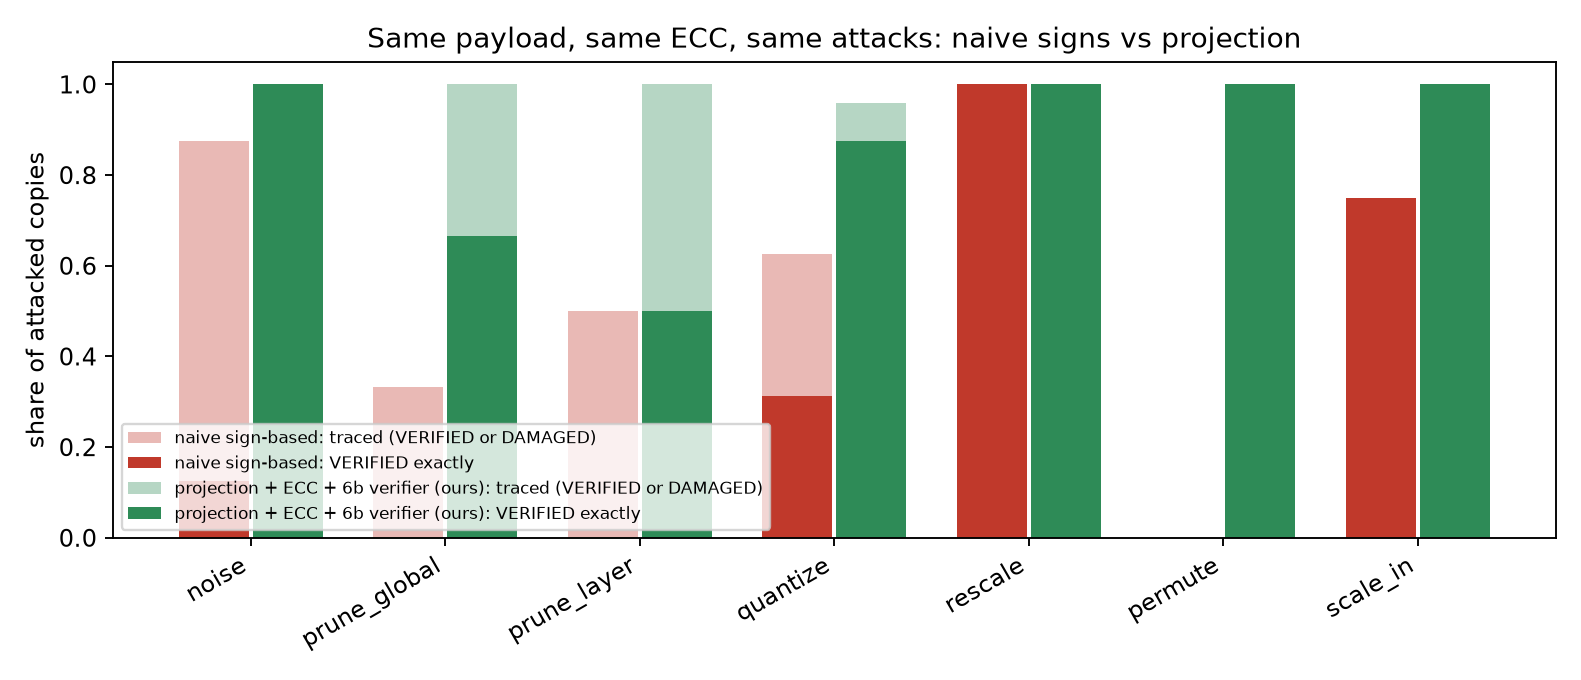 Same payload, same ECC, same attacks: naive signs vs projection
share of attacked copies
1.0
0.8
0.6
0.4
0.2
0.0
naive sign-based: traced (VERIFIED or DAMAGED)
naive sign-based: VERIFIED exactly
projection + ECC + 6b verifier (ours): traced (VERIFIED or DAMAGED)
projection + ECC + 6b verifier (ours): VERIFIED exactly
noise
prune_global
prune_layer
quantize
rescale
permute
scale_in